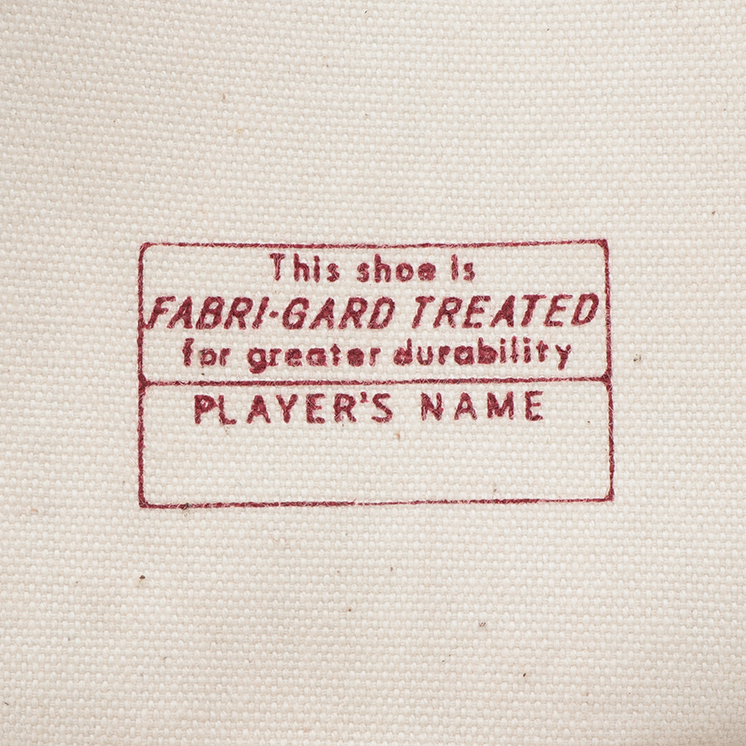 This shoe is
FABRI-GARD TREATED
for greater durability
PLAYER'S NAME